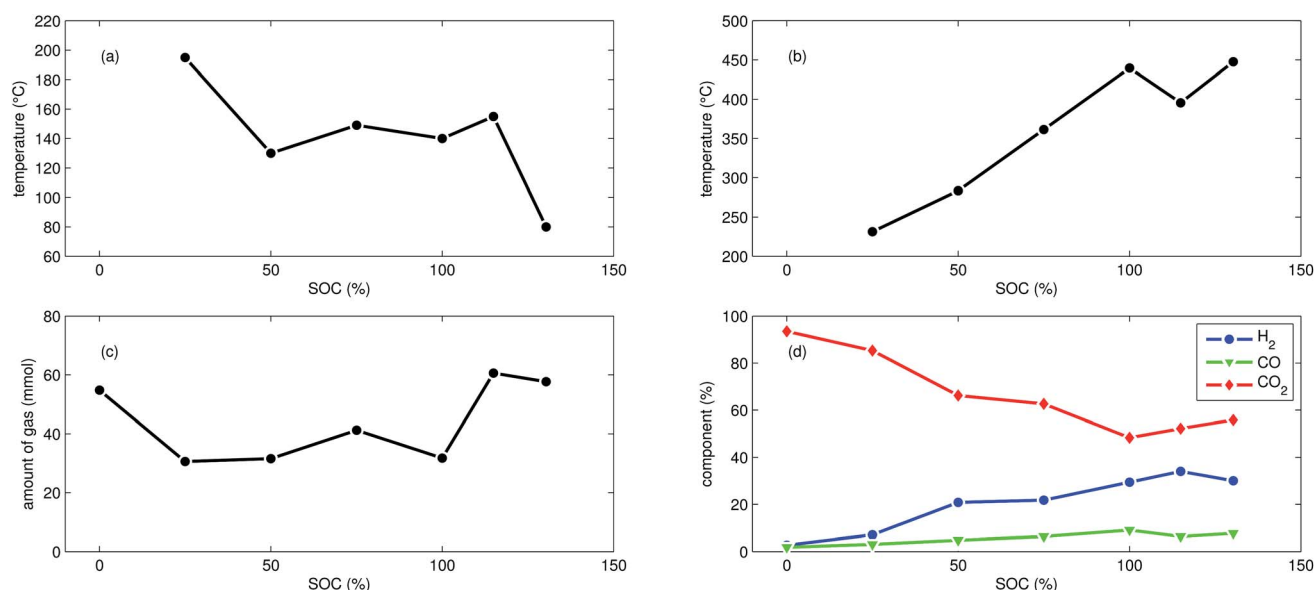 220
200
180
160
140
120
100
80
60
temperature (°C)
(a)
0 50 100 150
SOC (%)
500
450
400
350
300
250
200
temperature (°C)
(b)
0 50 100 150
SOC (%)
80
60
40
20
0
amount of gas (mmol)
(c)
0 50 100 150
SOC (%)
100
80
60
40
20
0
component (%)
(d)
H2
CO
CO2
0 50 100 150
SOC (%)